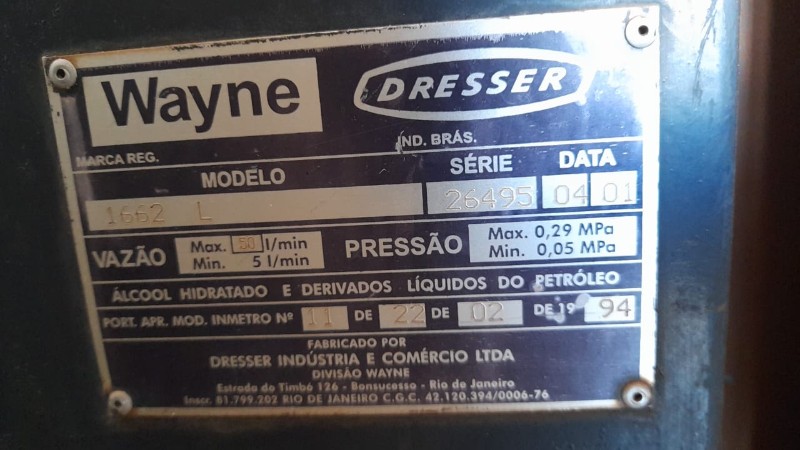 Wayne
DRESSER
MARCA REG.
IND. BRÁS.
MODELO SÉRIE DATA
1662 L 26495 04 01
VAZÃO Max. 50 l/min PRESSÃO Max. 0,29 MPa
Min. 5 l/min Min. 0,05 MPa
ÁLCOOL HIDRATADO E DERIVADOS LÍQUIDOS DO PETRÓLEO
PORT. APR. MOD. INMETRO Nº 11 DE 22 DE 02 DE 19 94
FABRICADO POR
DRESSER INDÚSTRIA E COMÉRCIO LTDA
DIVISÃO WAYNE
Estrada do Timbó 126 - Bonsucesso - Rio de Janeiro
Inscr. 81.799.202 RIO DE JANEIRO C.G.C. 42.120.394/0006-76